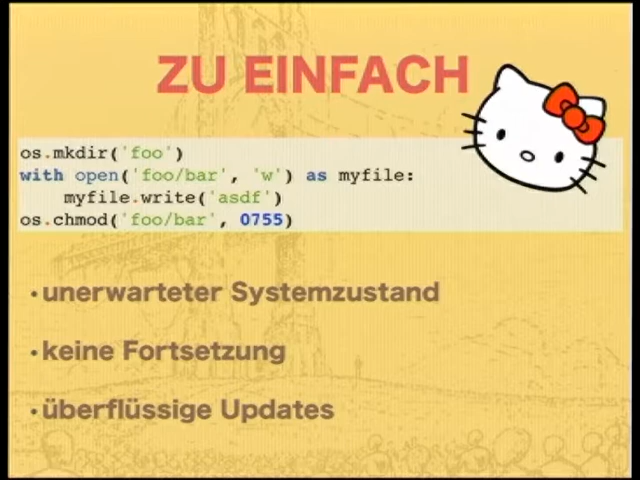 ZU EINFACH
os.mkdir('foo')
with open('foo/bar', 'w') as myfile:
    myfile.write('asdf')
os.chmod('foo/bar', 0755)
•unerwarteter Systemzustand
•keine Fortsetzung
•überflüssige Updates